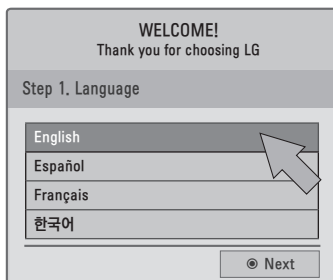 WELCOME!
Thank you for choosing LG
Step 1. Language
English
Español
Français
한국어
◉ Next